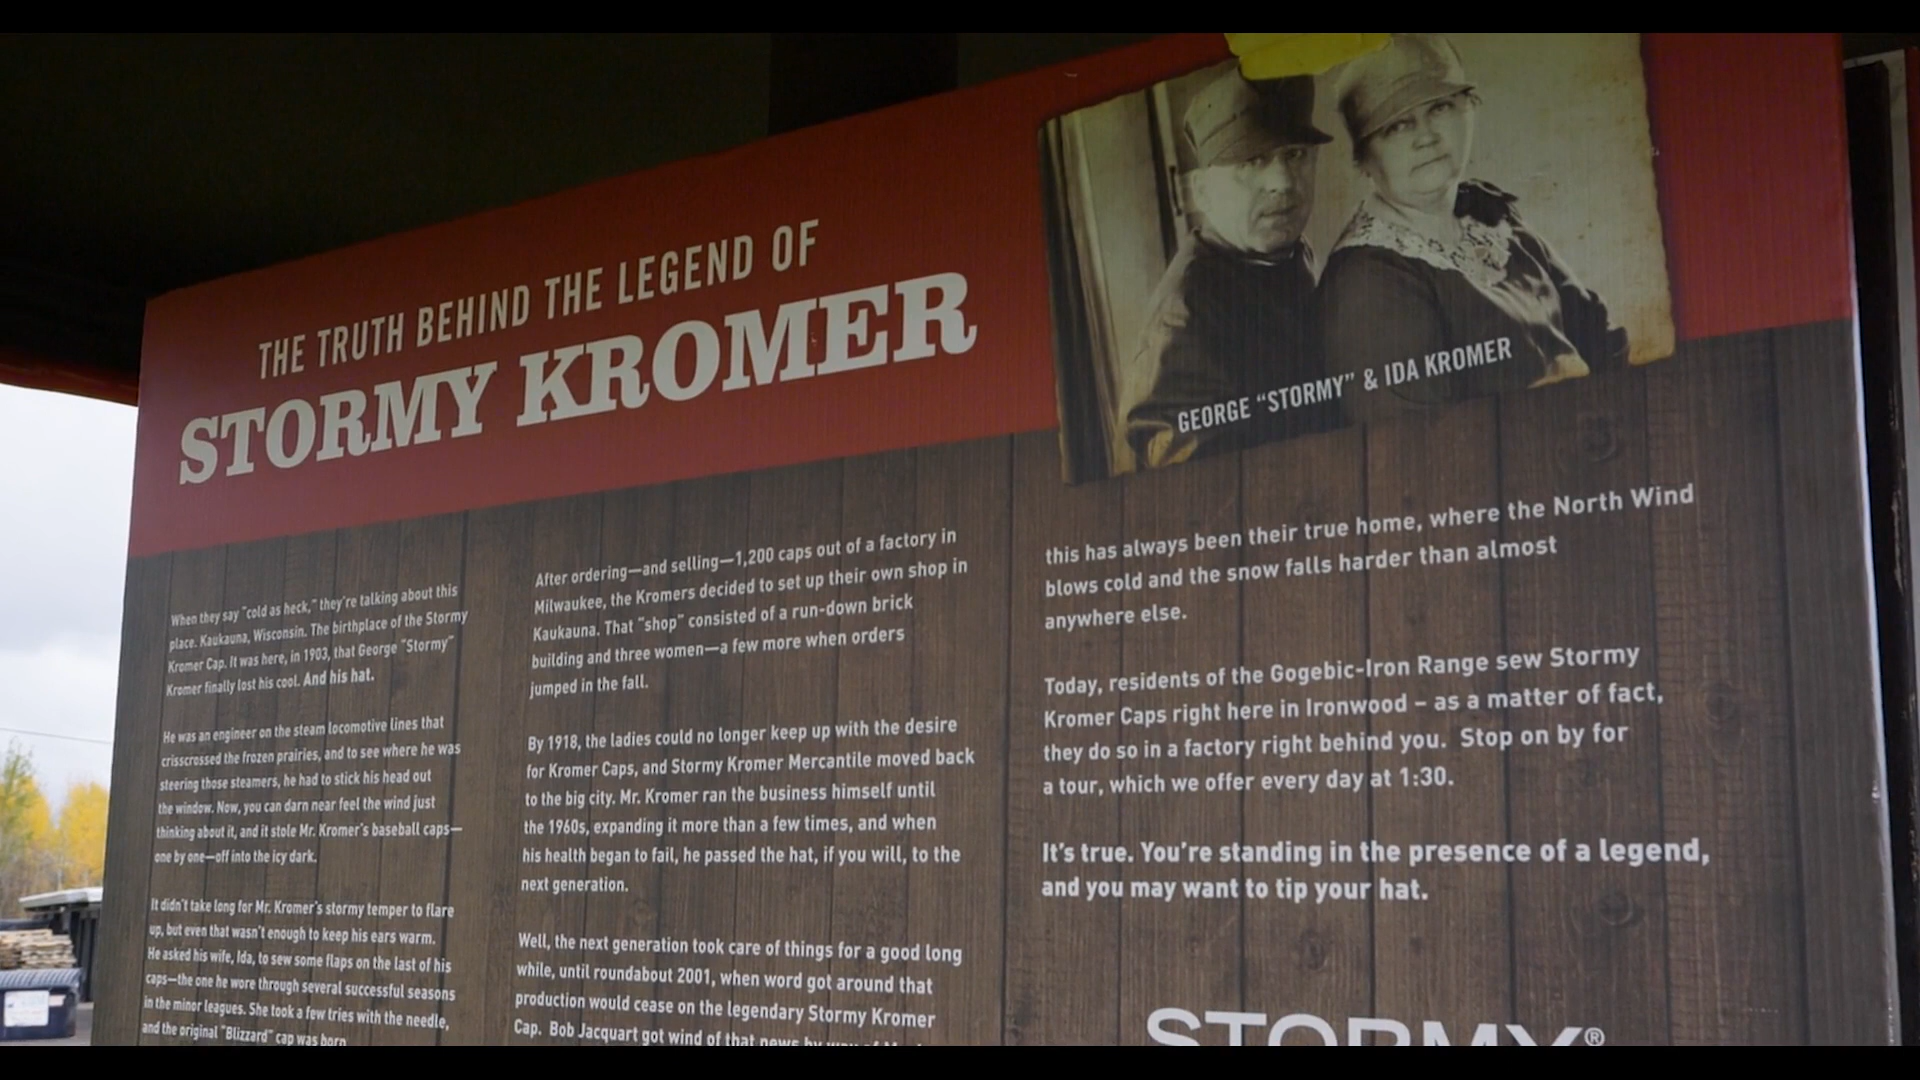 THE TRUTH BEHIND THE LEGEND OF
STORMY KROMER
GEORGE “STORMY” & IDA KROMER
When they say “cold as heck,” they’re talking about this
place. Kaukauna, Wisconsin. The birthplace of the Stormy
Kromer Cap. It was here, in 1903, that George “Stormy”
Kromer finally lost his cool. And his hat.
He was an engineer on the steam locomotive lines that
crisscrossed the frozen prairies, and to see where he was
steering those steamers, he had to stick his head out
the window. Now, you can darn near feel the wind just
thinking about it, and it stole Mr. Kromer’s baseball caps—
one by one—off into the icy dark.
It didn’t take long for Mr. Kromer’s stormy temper to flare
up, but even that wasn’t enough to keep his ears warm.
He asked his wife, Ida, to sew some flaps on the last of his
caps—the one he wore through several successful seasons
in the minor leagues. She took a few tries with the needle,
and the original “Blizzard” cap was born
After ordering—and selling—1,200 caps out of a factory in
Milwaukee, the Kromers decided to set up their own shop in
Kaukauna. That “shop” consisted of a run-down brick
building and three women—a few more when orders
jumped in the fall.
By 1918, the ladies could no longer keep up with the desire
for Kromer Caps, and Stormy Kromer Mercantile moved back
to the big city. Mr. Kromer ran the business himself until
the 1960s, expanding it more than a few times, and when
his health began to fail, he passed the hat, if you will, to the
next generation.
Well, the next generation took care of things for a good long
while, until roundabout 2001, when word got around that
production would cease on the legendary Stormy Kromer
Cap. Bob Jacquart got wind of that news by way of
this has always been their true home, where the North Wind
blows cold and the snow falls harder than almost
anywhere else.
Today, residents of the Gogebic-Iron Range sew Stormy
Kromer Caps right here in Ironwood – as a matter of fact,
they do so in a factory right behind you. Stop on by for
a tour, which we offer every day at 1:30.
It’s true. You’re standing in the presence of a legend,
and you may want to tip your hat.
STORMY®